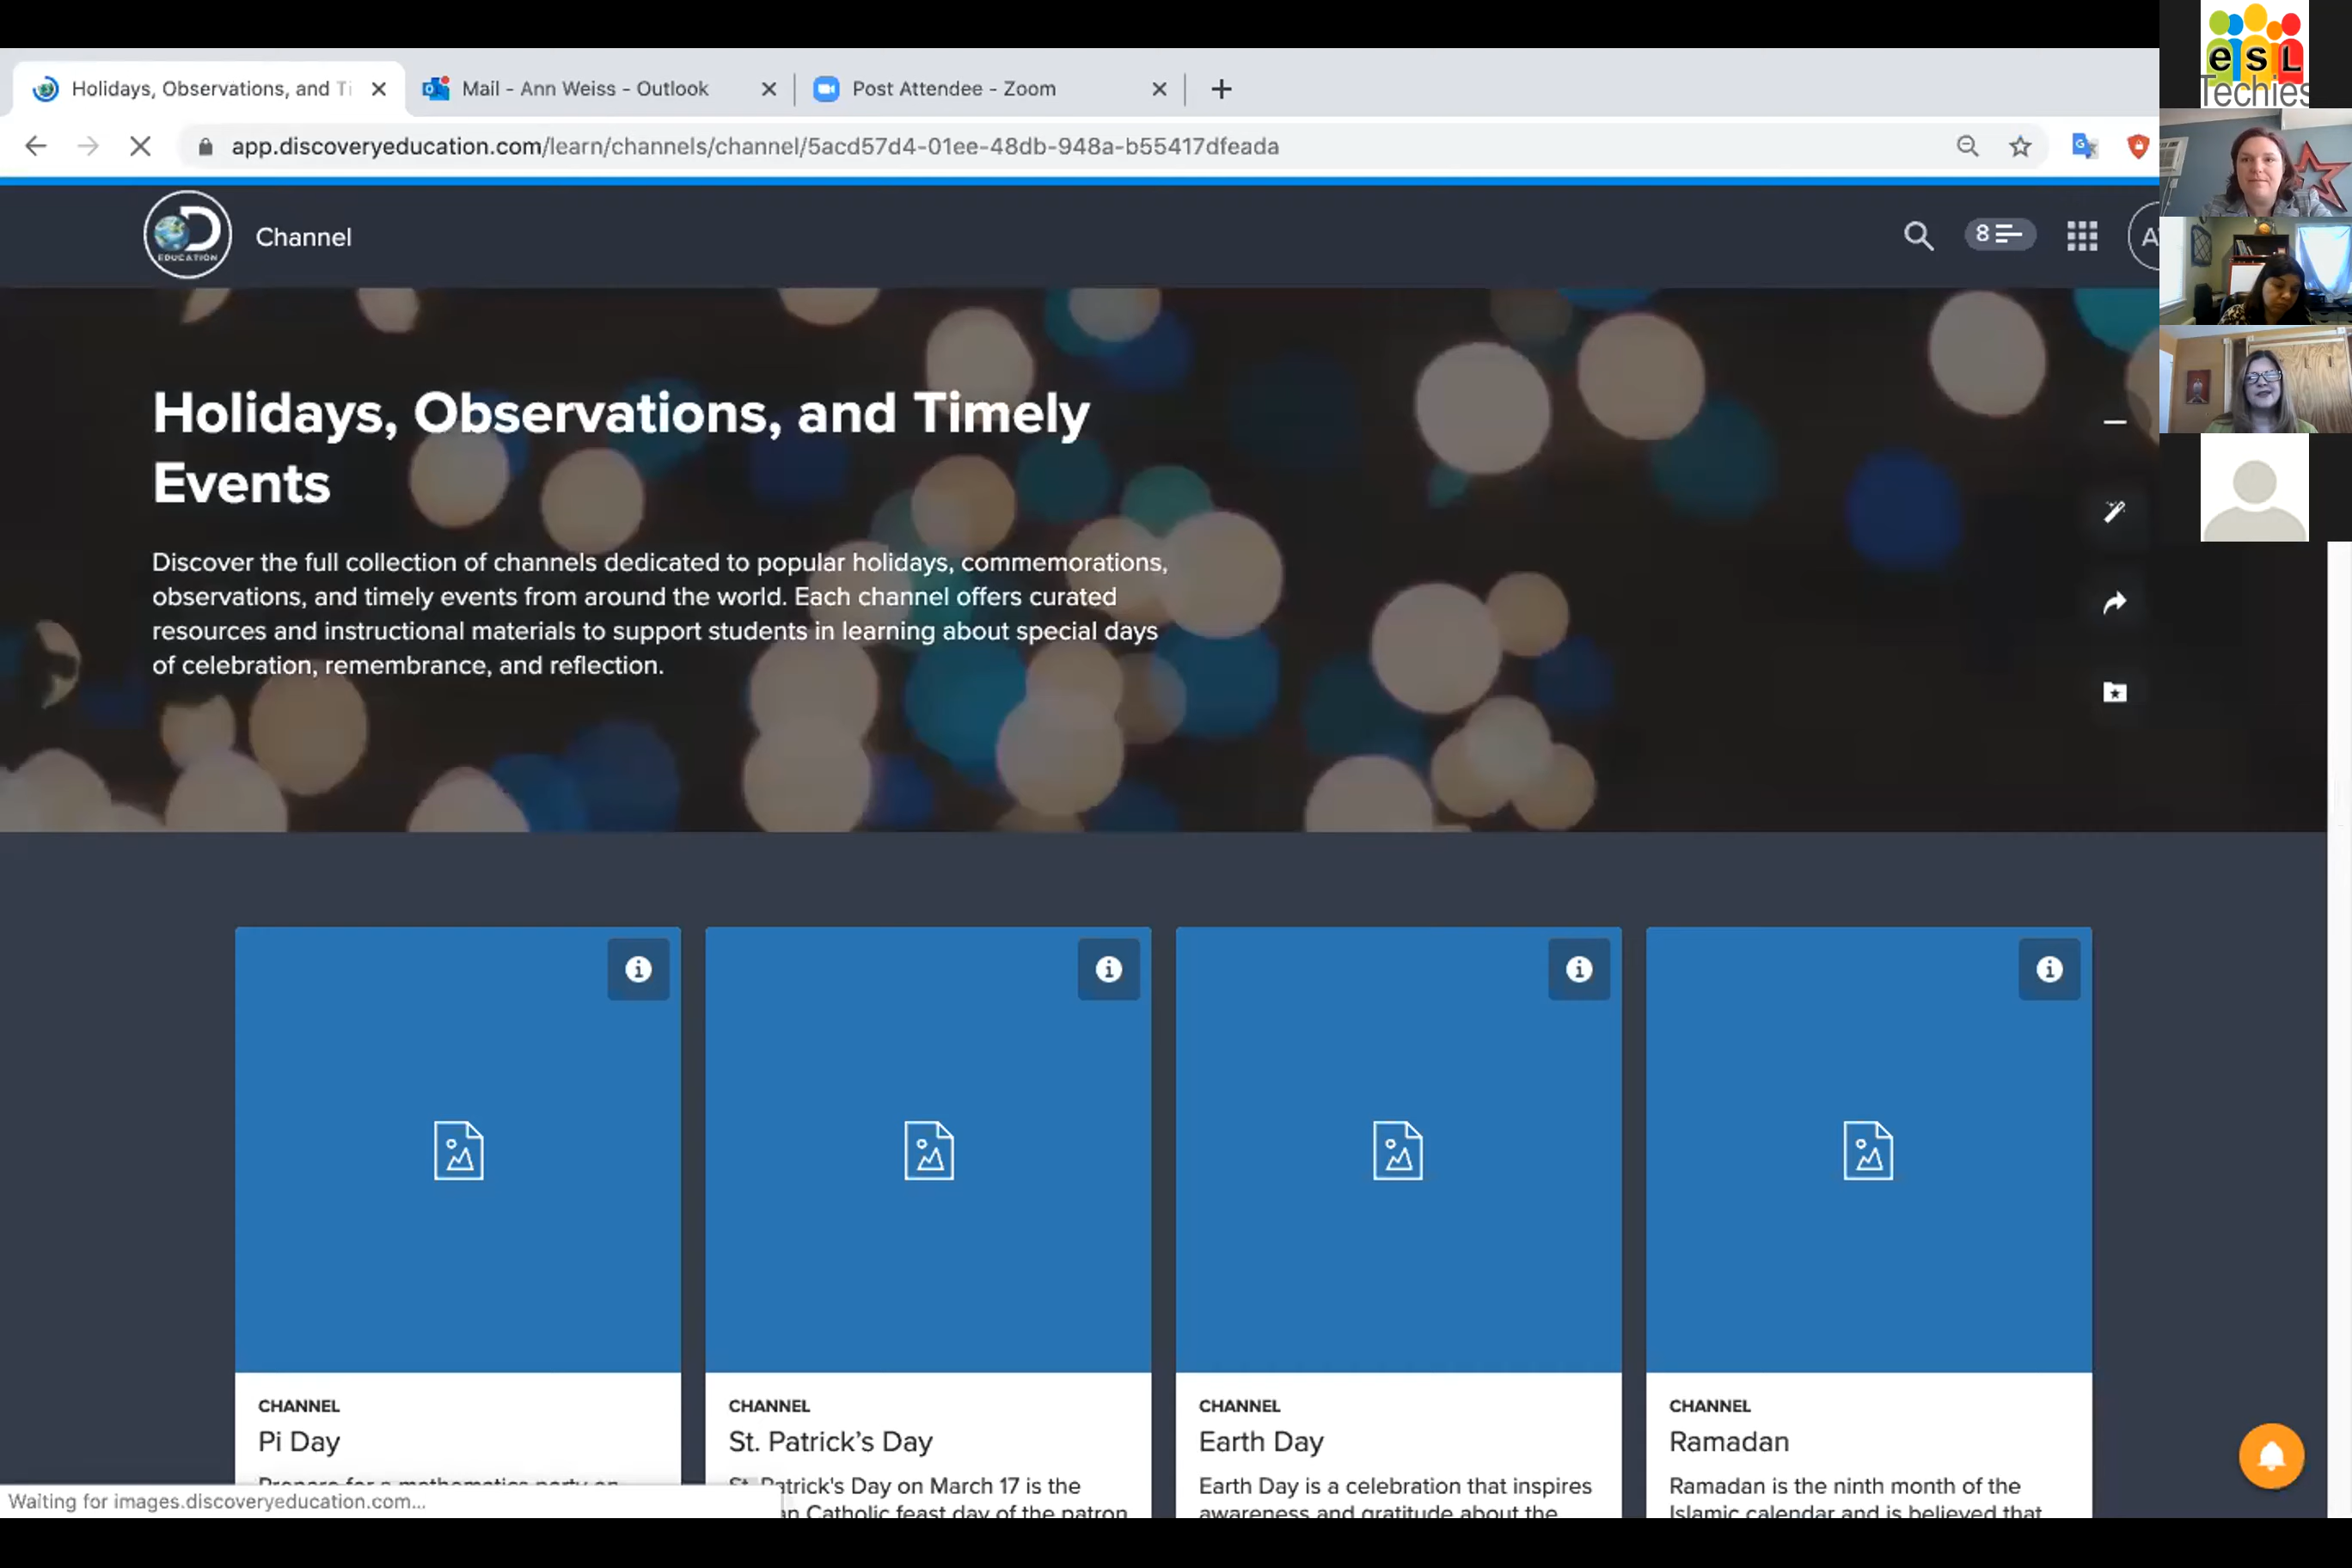 Holidays, Observations, and Ti
Mail - Ann Weiss - Outlook
Post Attendee - Zoom
app.discoveryeducation.com/learn/channels/channel/5acd57d4-01ee-48db-948a-b55417dfeada
eSL
Techies
EDUCATION
Channel
8
Holidays, Observations, and Timely
Events
Discover the full collection of channels dedicated to popular holidays, commemorations,
observations, and timely events from around the world. Each channel offers curated
resources and instructional materials to support students in learning about special days
of celebration, remembrance, and reflection.
CHANNEL
Pi Day
Prepare for a mathematics party on
CHANNEL
St. Patrick's Day
St. Patrick's Day on March 17 is the
Catholic feast day of the patron
CHANNEL
Earth Day
Earth Day is a celebration that inspires
awareness and gratitude about the
CHANNEL
Ramadan
Ramadan is the ninth month of the
Islamic calendar and is believed that
Waiting for images.discoveryeducation.com...